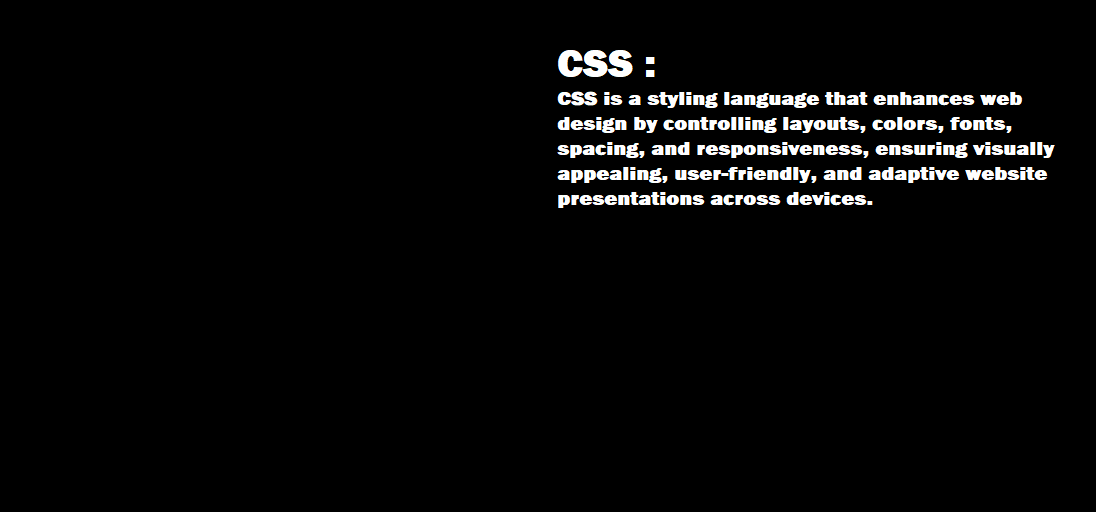 CSS :
CSS is a styling language that enhances web
design by controlling layouts, colors, fonts,
spacing, and responsiveness, ensuring visually
appealing, user-friendly, and adaptive website
presentations across devices.